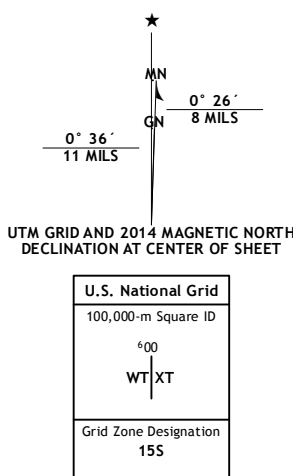 ★
MN
0° 26´
GN
8 MILS
0° 36´
11 MILS
UTM GRID AND 2014 MAGNETIC NORTH
DECLINATION AT CENTER OF SHEET
U.S. National Grid
100,000-m Square ID
⁶00
WT XT
Grid Zone Designation
15S